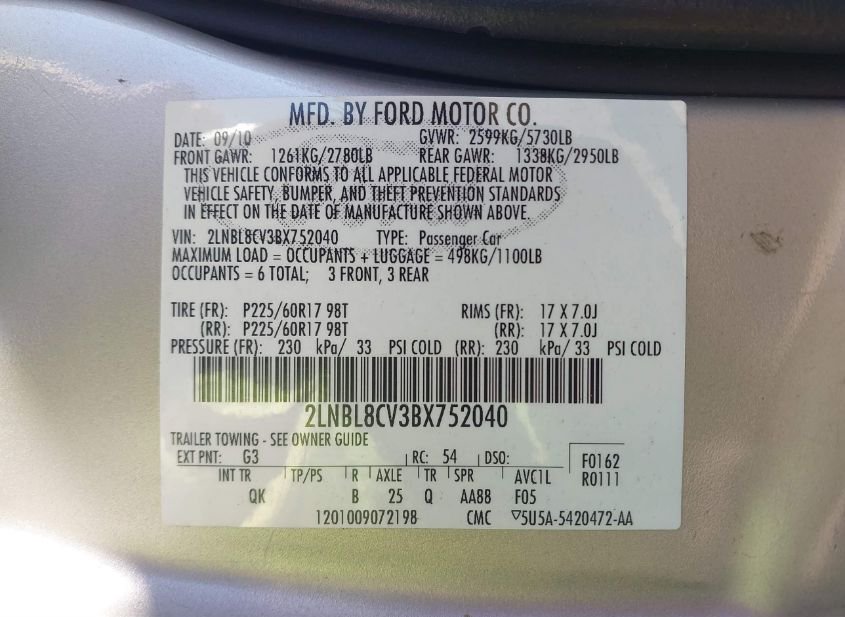 MFD. BY FORD MOTOR CO.
DATE: 09/10 GVWR: 2599KG/5730LB
FRONT GAWR: 1261KG/2780LB REAR GAWR: 1338KG/2950LB
THIS VEHICLE CONFORMS TO ALL APPLICABLE FEDERAL MOTOR
VEHICLE SAFETY, BUMPER, AND THEFT PREVENTION STANDARDS
IN EFFECT ON THE DATE OF MANUFACTURE SHOWN ABOVE.
VIN: 2LNBL8CV3BX752040 TYPE: Passenger Car
MAXIMUM LOAD = OCCUPANTS + LUGGAGE = 498KG/1100LB
OCCUPANTS = 6 TOTAL; 3 FRONT, 3 REAR
TIRE (FR): P225/60R17 98T RIMS (FR): 17 X 7.0J
(RR): P225/60R17 98T (RR): 17 X 7.0J
PRESSURE (FR): 230 kPa/ 33 PSI COLD (RR): 230 kPa/ 33 PSI COLD
2LNBL8CV3BX752040
TRAILER TOWING - SEE OWNER GUIDE
EXT PNT: G3 RC: 54 DSO: F0162
R0111
INT TR TP/PS R AXLE TR SPR AVC1L
QK B 25 Q AA88 F05
1201009072198 CMC ▽5U5A-5420472-AA